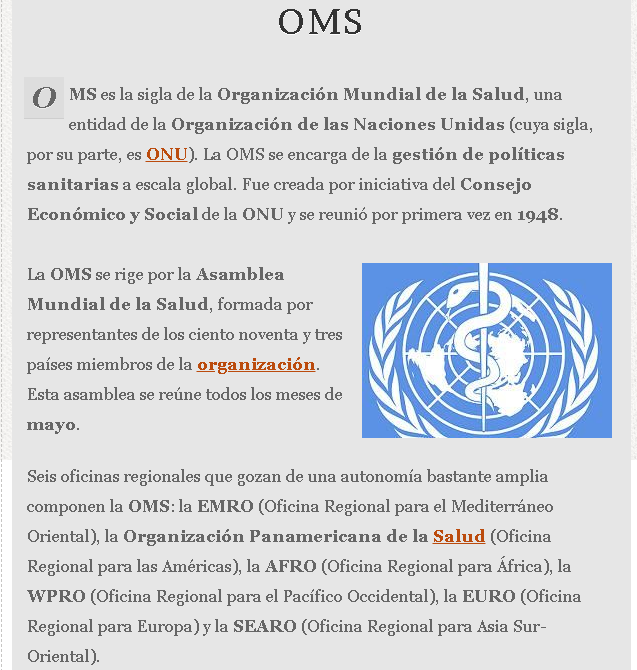 OMS
OMS es la sigla de la Organización Mundial de la Salud, una
entidad de la Organización de las Naciones Unidas (cuya sigla,
por su parte, es ONU). La OMS se encarga de la gestión de políticas
sanitarias a escala global. Fue creada por iniciativa del Consejo
Económico y Social de la ONU y se reunió por primera vez en 1948.
La OMS se rige por la Asamblea
Mundial de la Salud, formada por
representantes de los ciento noventa y tres
países miembros de la organización.
Esta asamblea se reúne todos los meses de
mayo.
Seis oficinas regionales que gozan de una autonomía bastante amplia
componen la OMS: la EMRO (Oficina Regional para el Mediterráneo
Oriental), la Organización Panamericana de la Salud (Oficina
Regional para las Américas), la AFRO (Oficina Regional para África), la
WPRO (Oficina Regional para el Pacífico Occidental), la EURO (Oficina
Regional para Europa) y la SEARO (Oficina Regional para Asia Sur-
Oriental).